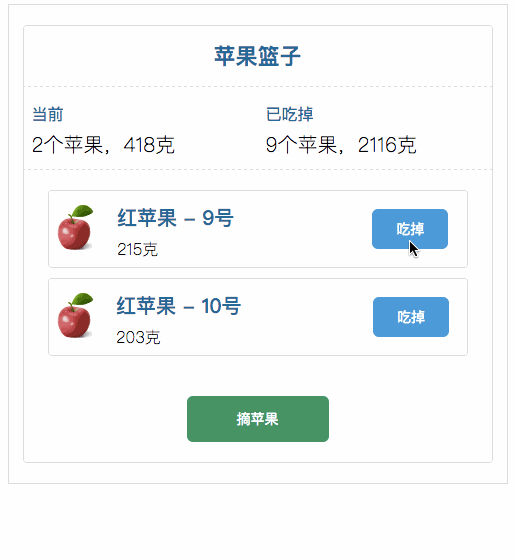 苹果篮子
当前
已吃掉
2个苹果，418克
9个苹果，2116克
红苹果 – 9号
215克
吃掉
红苹果 – 10号
203克
吃掉
摘苹果